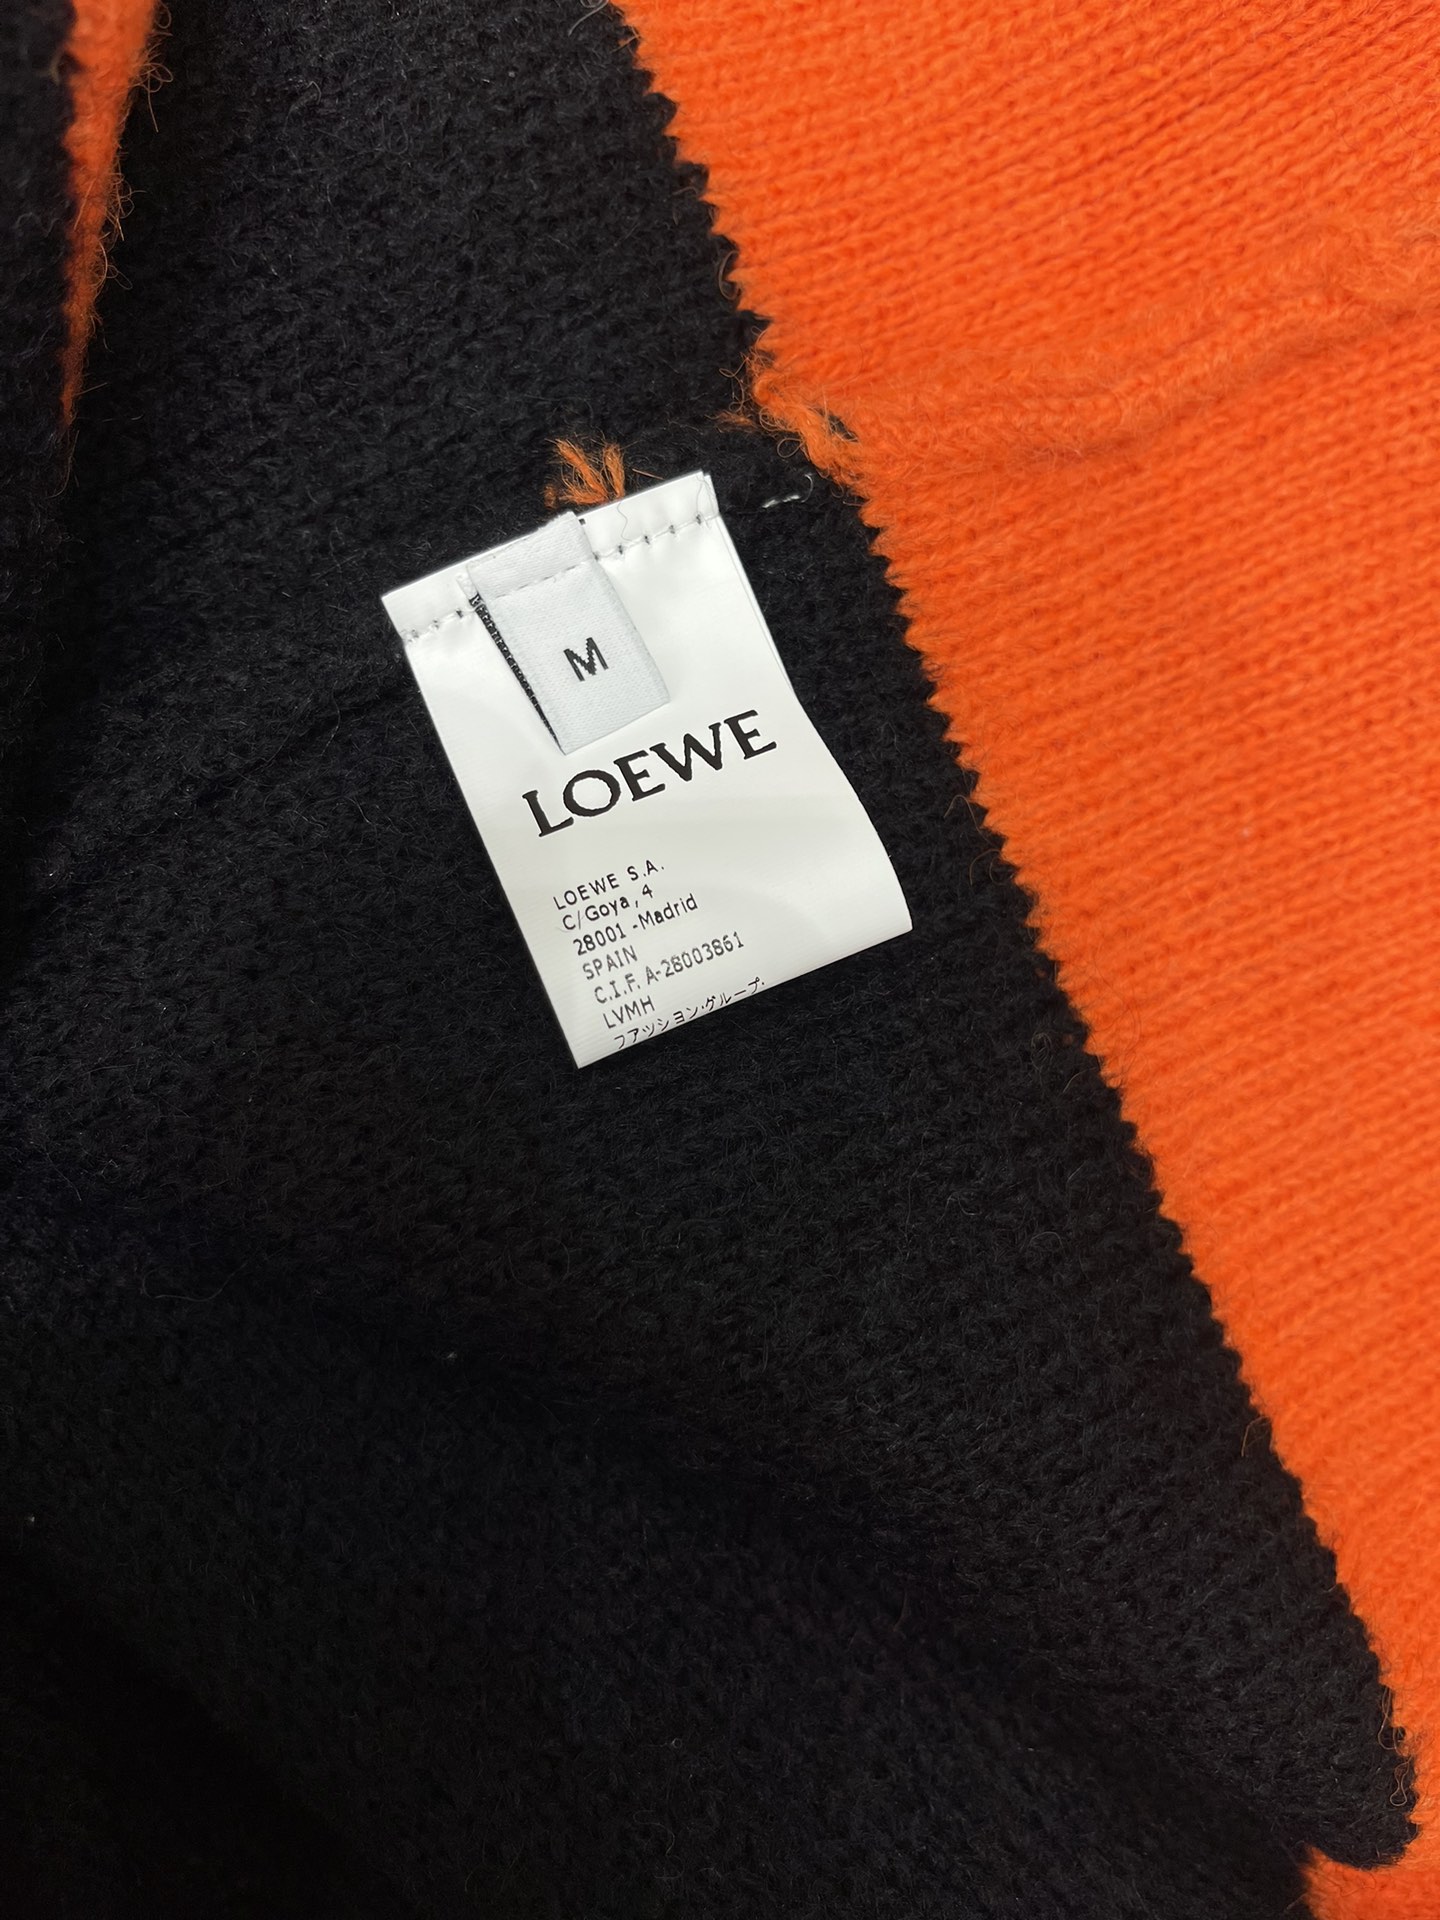 M
LOEWE
LOEWE S.A.
C/Goya, 4
28001 -Madrid
SPAIN
C.I.F. A-28003861
LVMH
ファッション・グループ・